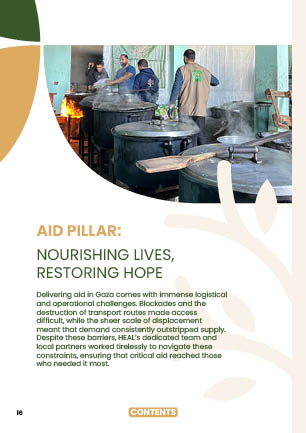 AID PILLAR:
NOURISHING LIVES,
RESTORING HOPE
Delivering aid in Gaza comes with immense logistical
and operational challenges. Blockades and the
destruction of transport routes made access
difficult, while the sheer scale of displacement
meant that demand consistently outstripped supply.
Despite these barriers, HEAL's dedicated team and
local partners worked tirelessly to navigate these
constraints, ensuring that critical aid reached those
who needed it most.
16
CONTENTS